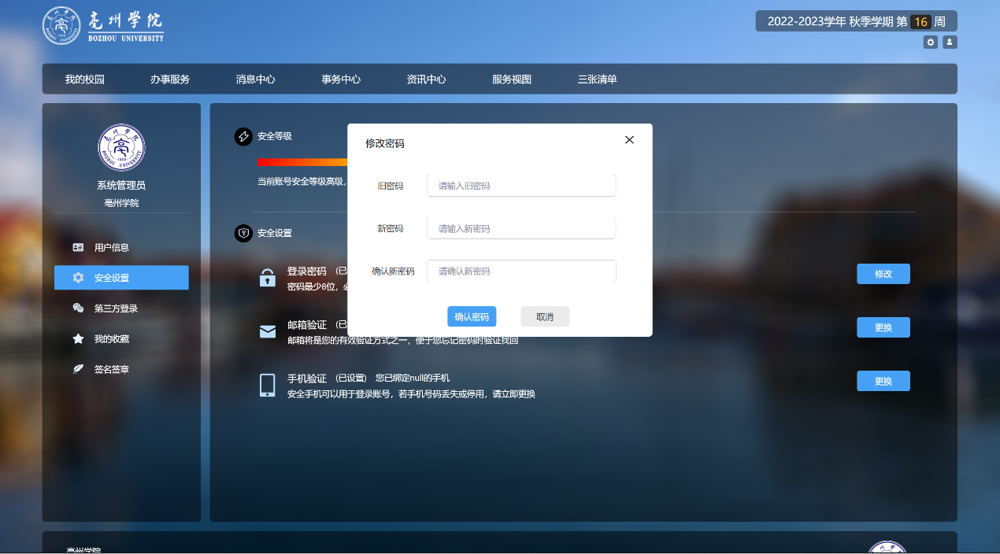 亳州學院
BOZHOU UNIVERSITY
2022-2023学年 秋季学期 第 16 周
我的校园 办事服务 消息中心 事务中心 资讯中心 服务视图 三张清单
系统管理员
亳州学院
用户信息
安全设置
第三方登录
我的收藏
签名签章
安全等级
当前账号安全等级高级,
安全设置
登录密码 (已
密码最少8位,
修改
邮箱验证 (已
邮箱将是您的有效验证方式之一,便于您忘记密码时验证找回
更换
手机验证 (已设置) 您已绑定null的手机
安全手机可以用于登录账号,若手机号码丢失或停用,请立即更换
更换
修改密码
旧密码 请输入旧密码
新密码 请输入新密码
确认新密码 请确认新密码
确认密码 取消
亳州学院